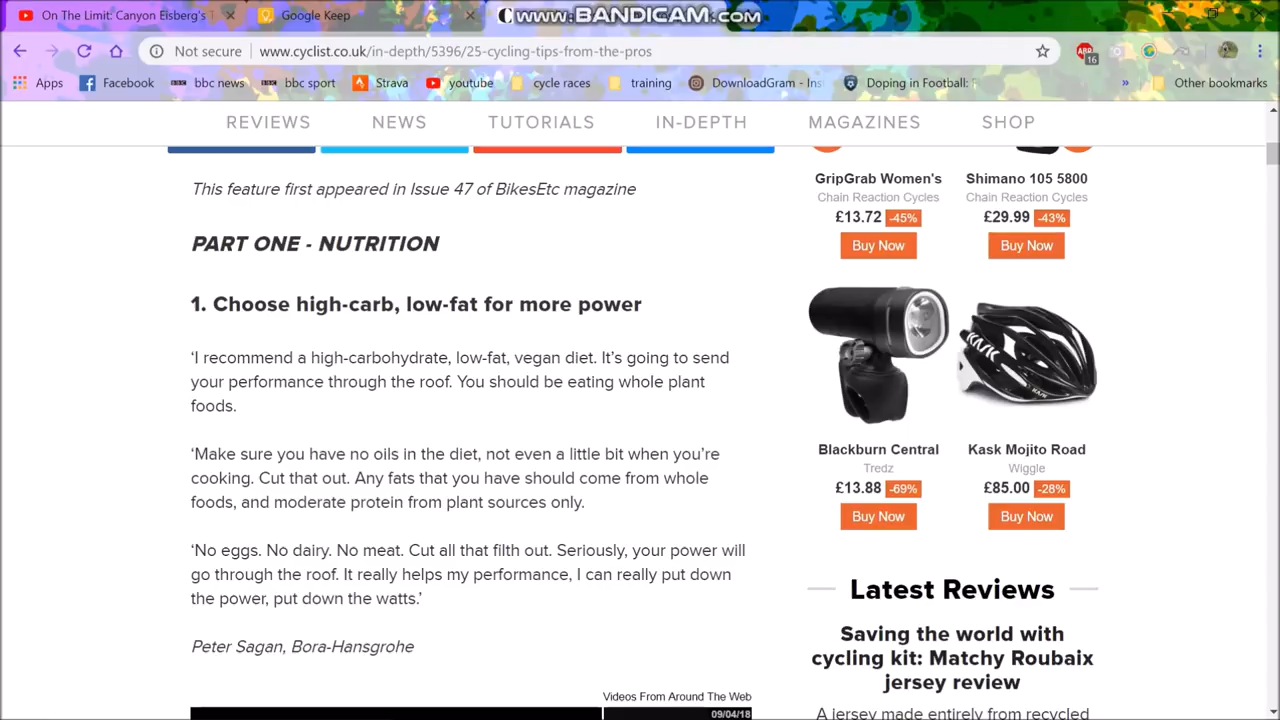 On The Limit: Canyon Eisberg's T
Google Keep
www.BANDICAM.com
Not secure
www.cyclist.co.uk/in-depth/5396/25-cycling-tips-from-the-pros
ABP
16
Apps
Facebook
bbc news
bbc sport
Strava
youtube
cycle races
training
DownloadGram - Inst
Doping in Football: T
»
Other bookmarks
REVIEWS
NEWS
TUTORIALS
IN-DEPTH
MAGAZINES
SHOP
This feature first appeared in Issue 47 of BikesEtc magazine
PART ONE - NUTRITION
1. Choose high-carb, low-fat for more power
‘I recommend a high-carbohydrate, low-fat, vegan diet. It’s going to send
your performance through the roof. You should be eating whole plant
foods.
‘Make sure you have no oils in the diet, not even a little bit when you’re
cooking. Cut that out. Any fats that you have should come from whole
foods, and moderate protein from plant sources only.
‘No eggs. No dairy. No meat. Cut all that filth out. Seriously, your power will
go through the roof. It really helps my performance, I can really put down
the power, put down the watts.’
Peter Sagan, Bora-Hansgrohe
Videos From Around The Web
09/04/18
GripGrab Women's
Chain Reaction Cycles
£13.72 -45%
Buy Now
Shimano 105 5800
Chain Reaction Cycles
£29.99 -43%
Buy Now
Blackburn Central
Tredz
£13.88 -69%
Buy Now
KASK
Kask Mojito Road
Wiggle
£85.00 -28%
Buy Now
Latest Reviews
Saving the world with
cycling kit: Matchy Roubaix
jersey review
A jersey made entirely from recycled